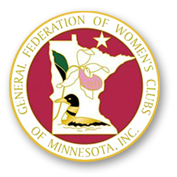 GENERAL FEDERATION OF WOMEN'S CLUBS
OF MINNESOTA, INC.